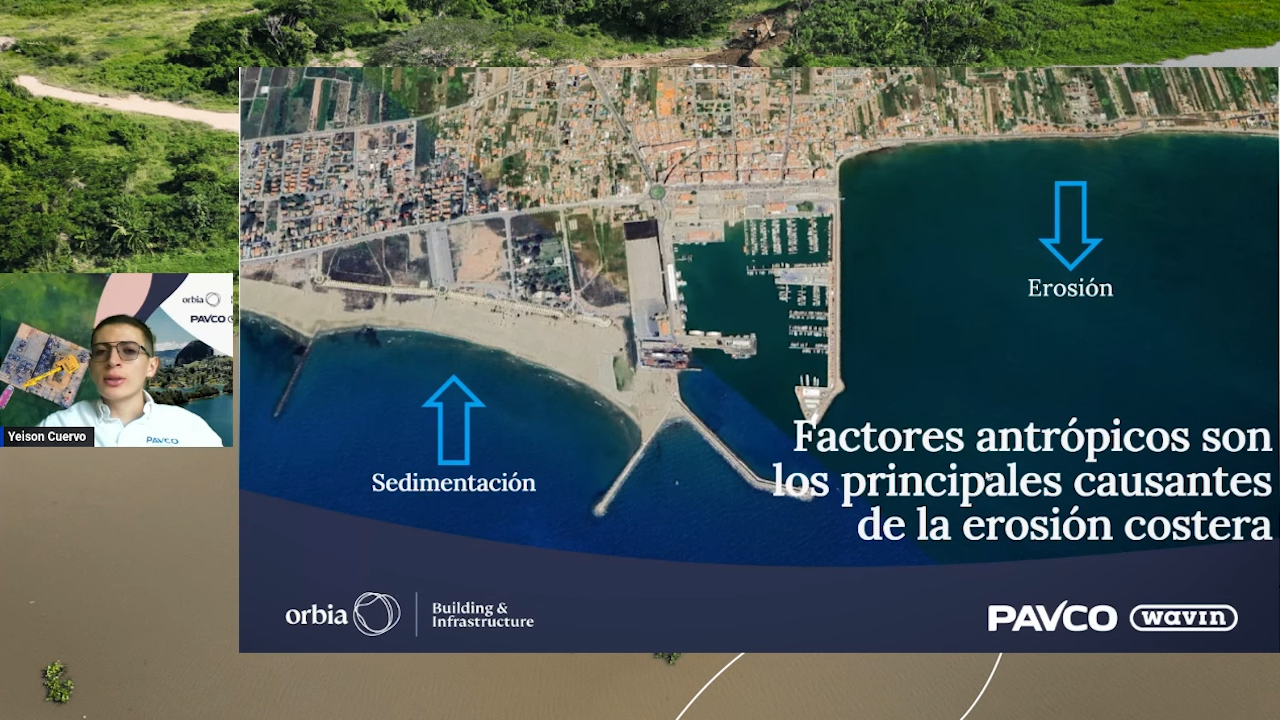 Erosión
Sedimentación
Factores antrópicos son
los principales causantes
de la erosión costera
orbia
Building &
Infrastructure
PAVCO wavin
orbia
PAVCO
Yeison Cuervo
PAVCO